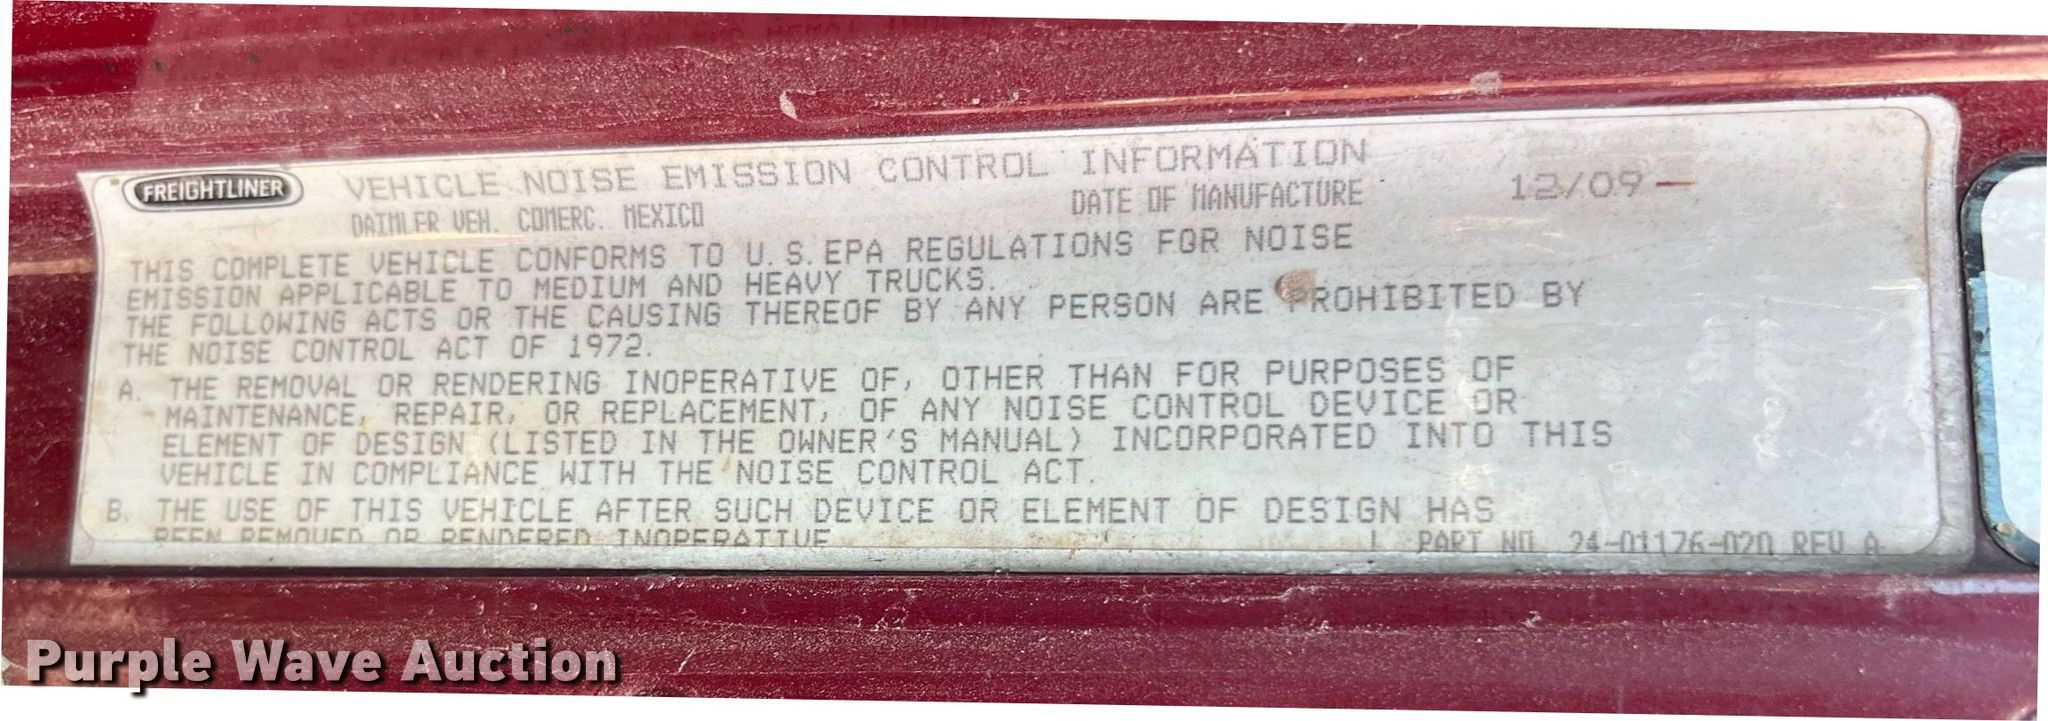 FREIGHTLINER VEHICLE NOISE EMISSION CONTROL INFORMATION
DAIMLER VEH. COMERC. MEXICO DATE OF MANUFACTURE 12/09
THIS COMPLETE VEHICLE CONFORMS TO U.S.EPA REGULATIONS FOR NOISE
EMISSION APPLICABLE TO MEDIUM AND HEAVY TRUCKS.
THE FOLLOWING ACTS OR THE CAUSING THEREOF BY ANY PERSON ARE PROHIBITED BY
THE NOISE CONTROL ACT OF 1972.
A. THE REMOVAL OR RENDERING INOPERATIVE OF, OTHER THAN FOR PURPOSES OF
MAINTENANCE, REPAIR, OR REPLACEMENT, OF ANY NOISE CONTROL DEVICE OR
ELEMENT OF DESIGN (LISTED IN THE OWNER'S MANUAL) INCORPORATED INTO THIS
VEHICLE IN COMPLIANCE WITH THE NOISE CONTROL ACT.
B. THE USE OF THIS VEHICLE AFTER SUCH DEVICE OR ELEMENT OF DESIGN HAS
BEEN REMOVED OR RENDERED INOPERATIVE PART NO. 24-01176-020 REV A
Purple Wave Auction